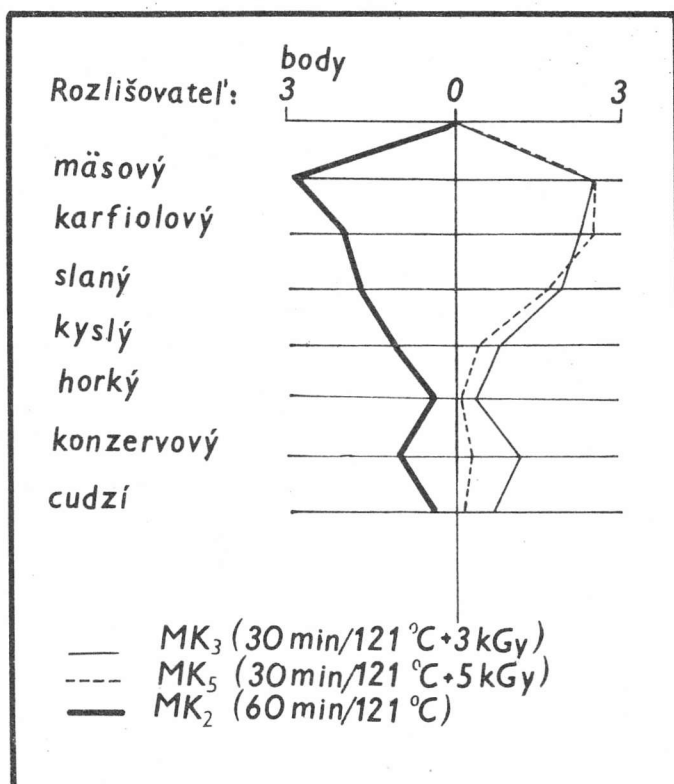 body
Rozlišovateľ: 3 0 3
mäsový
karfiolový
slaný
kyslý
horký
konzervový
cudzí
MK₃ (30 min/121 °C+3 kGy)
MK₅ (30 min/121 °C+5 kGy)
MK₂ (60 min/121 °C)